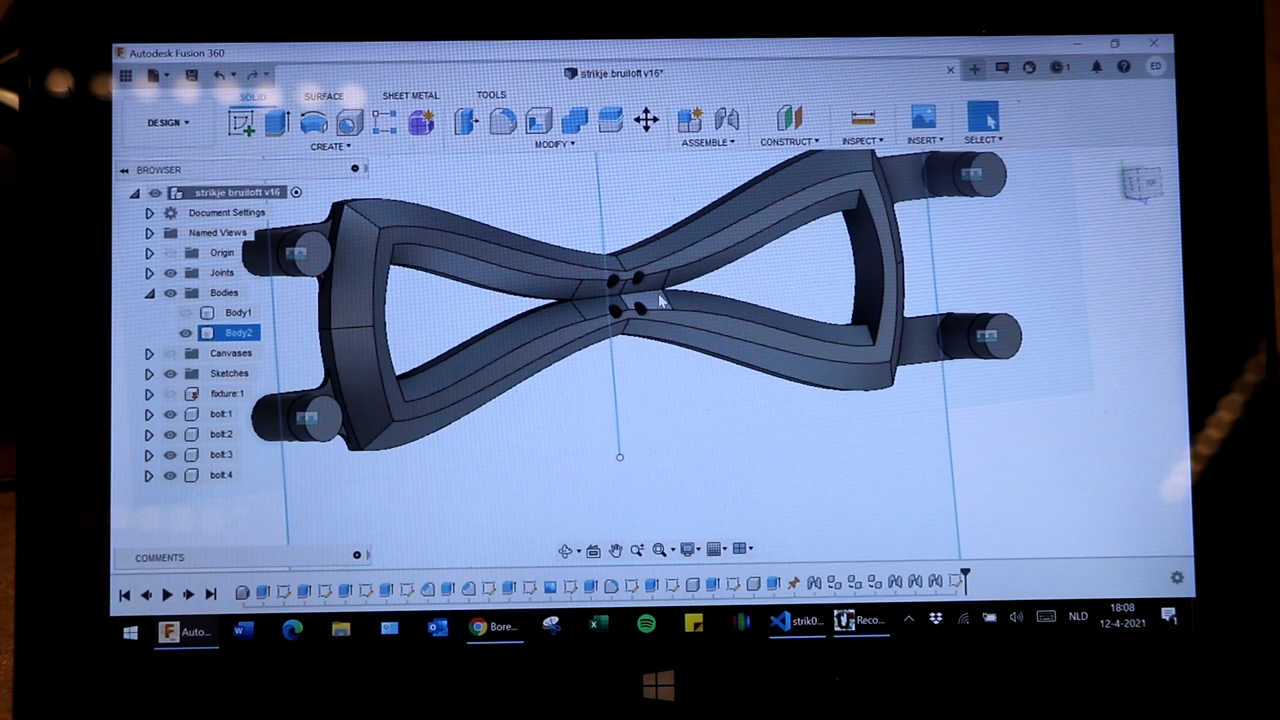 Autodesk Fusion 360
strikje bruiloft v16*
1
ED
SOLID
SURFACE
SHEET METAL
TOOLS
DESIGN
CREATE
MODIFY
ASSEMBLE
CONSTRUCT
INSPECT
INSERT
SELECT
BROWSER
strikje bruiloft v16
Document Settings
Named Views
Origin
Joints
Bodies
Body1
Body2
Canvases
Sketches
fixture:1
bolt:1
bolt:2
bolt:3
bolt:4
COMMENTS
Auto...
Bore...
strik0...
Reco...
NLD
18:08
12-4-2021